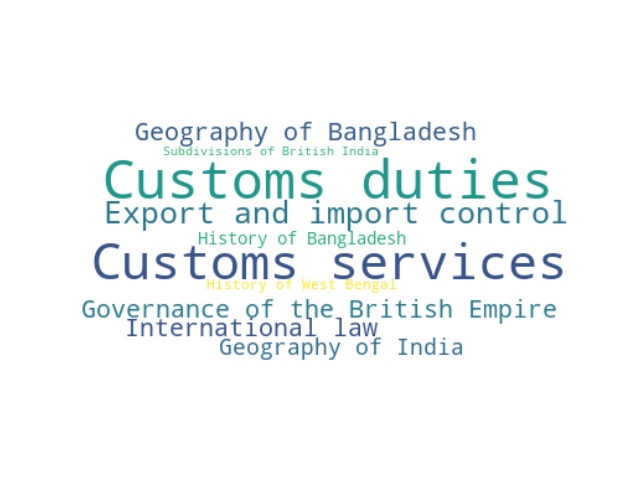 Geography of Bangladesh
Subdivisions of British India
Customs duties
Export and import control
History of Bangladesh
Customs services
History of West Bengal
Governance of the British Empire
International law
Geography of India